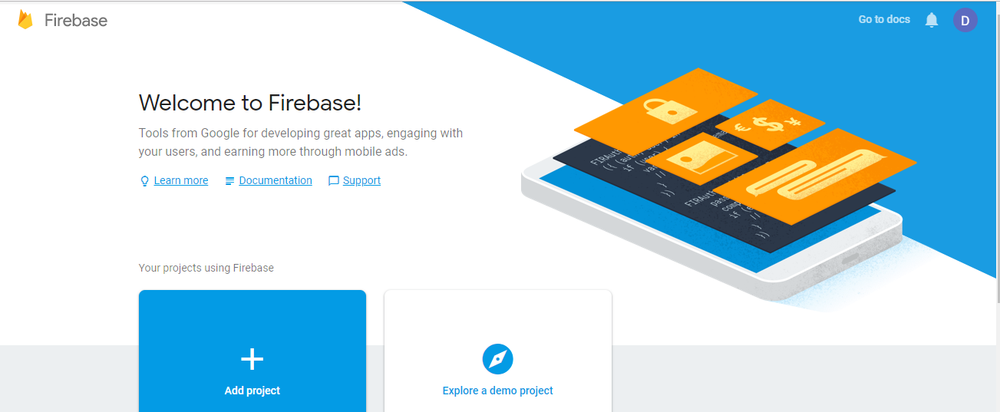 Firebase
Go to docs
D
Welcome to Firebase!
Tools from Google for developing great apps, engaging with
your users, and earning more through mobile ads.
Learn more
Documentation
Support
Your projects using Firebase
Add project
Explore a demo project